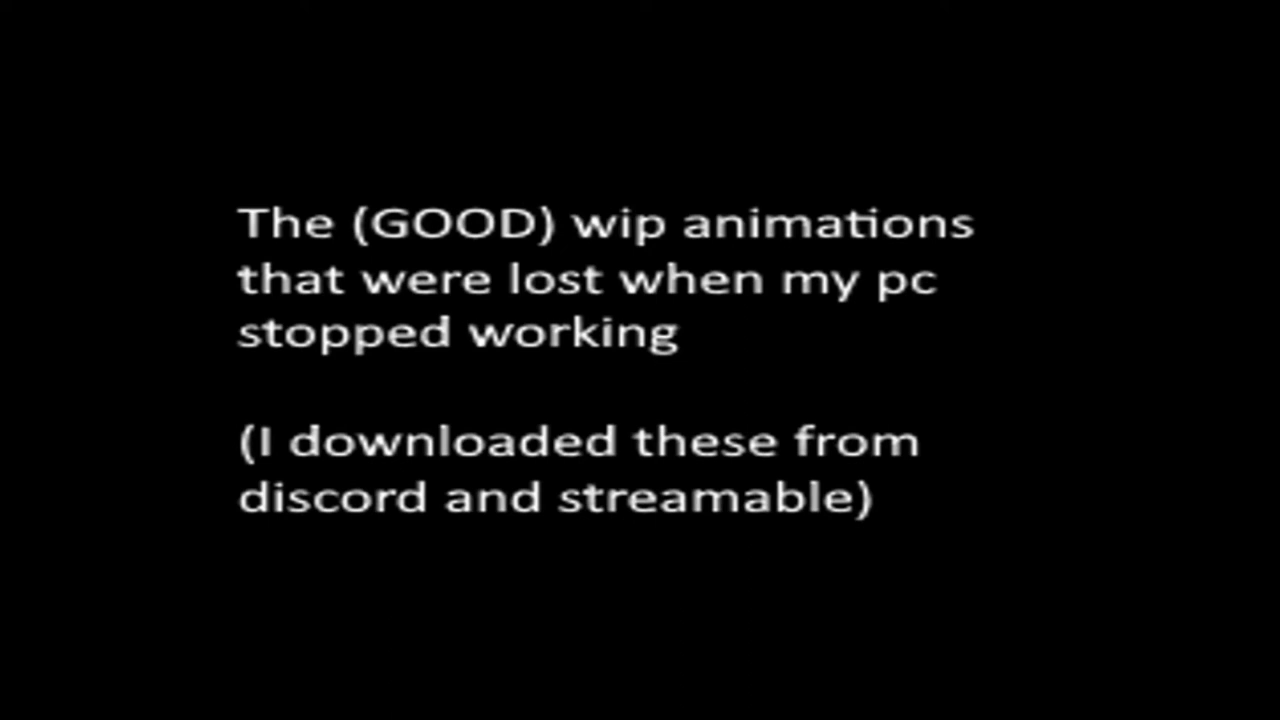 The (GOOD) wip animations
that were lost when my pc
stopped working
(I downloaded these from
discord and streamable)